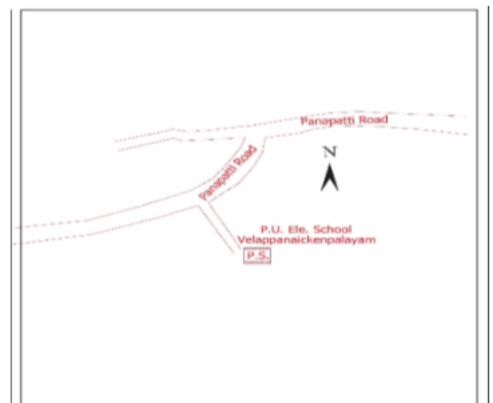 Panapatti Road
N
Panapatti Road
P.U. Ele. School
Velappanaickenpalayam
P.S.